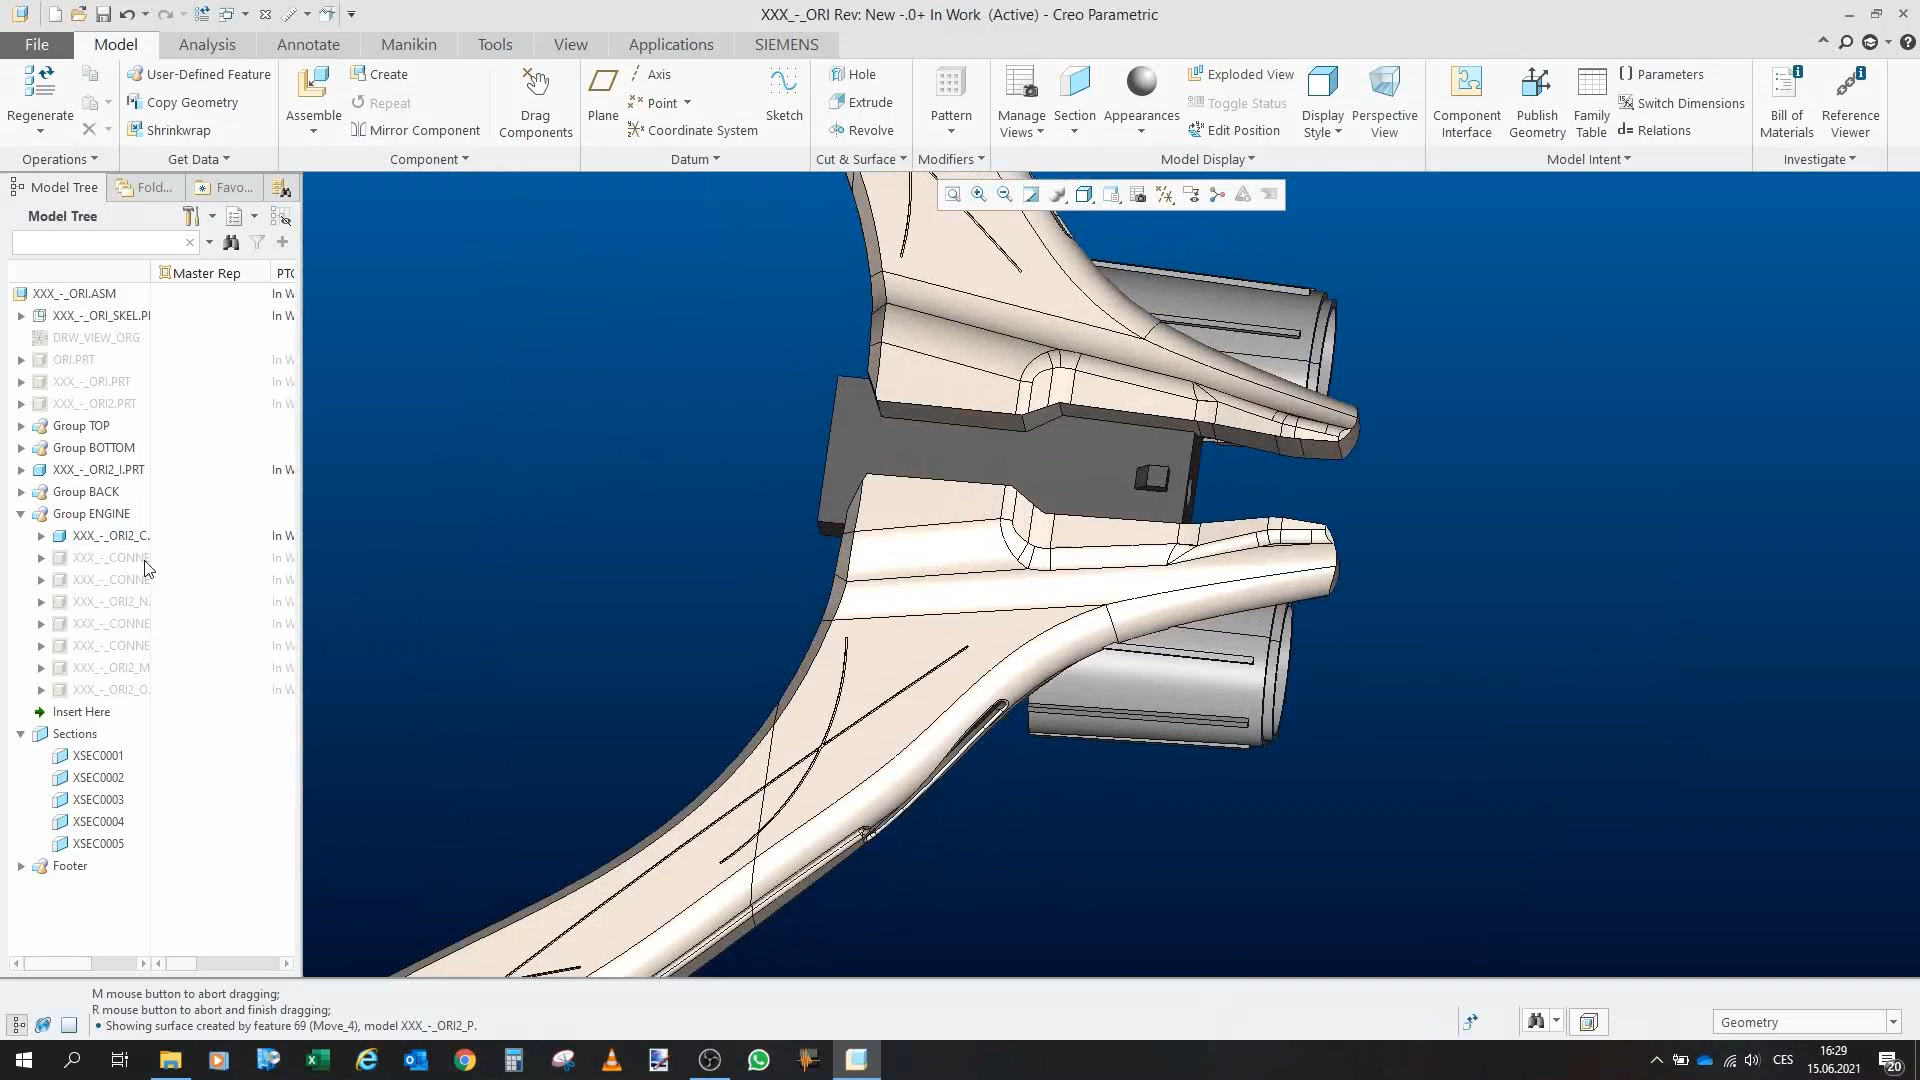 XXX_-_ORI Rev: New -.0+ In Work (Active) - Creo Parametric
File Model Analysis Annotate Manikin Tools View Applications SIEMENS
Regenerate
User-Defined Feature
Copy Geometry
Shrinkwrap
Assemble
Create
Repeat
Mirror Component
Drag Components
Plane
Axis
Point
Coordinate System
Sketch
Hole
Extrude
Revolve
Pattern
Manage Views
Section
Appearances
Exploded View
Toggle Status
Edit Position
Display Style
Perspective View
Component Interface
Publish Geometry
Family Table
Parameters
Switch Dimensions
Relations
Bill of Materials
Reference Viewer
Operations Get Data Component Datum Cut & Surface Modifiers Model Display Model Intent Investigate
Model Tree Fold... Favo...
Model Tree
Master Rep PTC
XXX_-_ORI.ASM In W
XXX_-_ORI_SKEL.PI In W
DRW_VIEW_ORG
ORI.PRT In W
XXX_-_ORI.PRT In W
XXX_-_ORI2.PRT In W
Group TOP
Group BOTTOM
XXX_-_ORI2_I.PRT In W
Group BACK
Group ENGINE
XXX_-_ORI2_C. In W
XXX_-_CONNE In W
XXX_-_CONNE In W
XXX_-_ORI2_N. In W
XXX_-_CONNE In W
XXX_-_CONNE In W
XXX_-_ORI2_M In W
XXX_-_ORI2_O. In W
Insert Here
Sections
XSEC0001
XSEC0002
XSEC0003
XSEC0004
XSEC0005
Footer
M mouse button to abort dragging;
R mouse button to abort and finish dragging;
• Showing surface created by feature 69 (Move_4), model XXX_-_ORI2_P.
Geometry
CES
16:29
15.06.2021
20